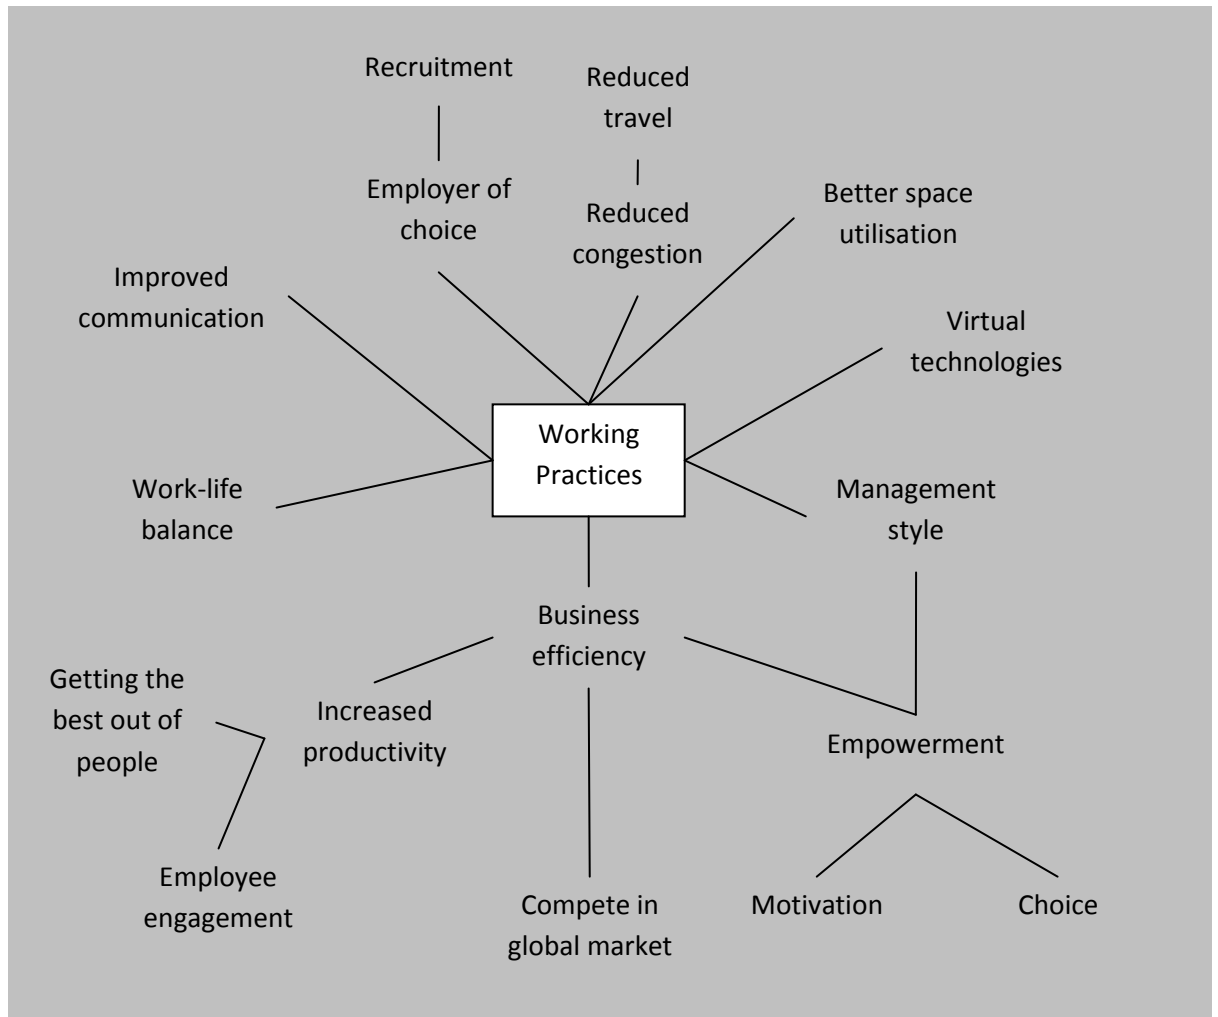 Recruitment
Reduced
travel
Employer of
choice
Reduced
congestion
Better space
utilisation
Improved
communication
Virtual
technologies
Working
Practices
Work-life
balance
Management
style
Business
efficiency
Getting the
best out of
people
Increased
productivity
Empowerment
Employee
engagement
Compete in
global market
Motivation
Choice